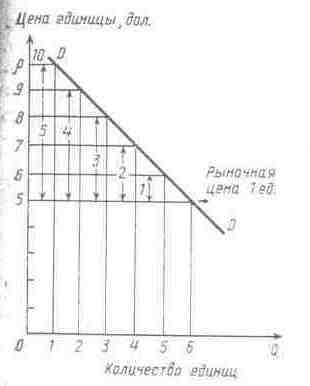 Цена единицы, дол.
P 10 D
9
8
7
6
5
5 4 3 2 1
Рыночная
цена 1 ед.
D
0 1 2 3 4 5 6 Q
Количество единиц